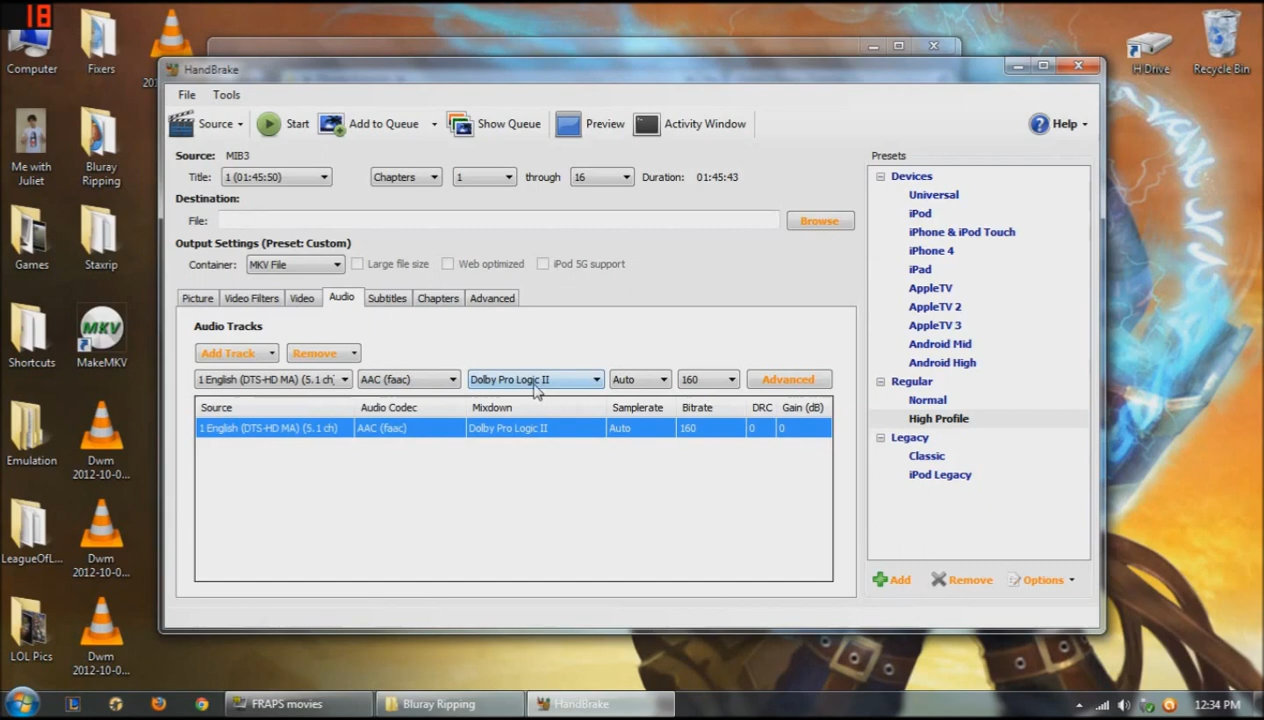 18
Computer
Fixers
201
H Drive
Recycle Bin
Me with
Juliet
Bluray
Ripping
Games
Staxrip
MKV
Shortcuts
MakeMKV
Emulation
Dwm
2012-10-0...
LeagueOfL...
Dwm
2012-10-0...
LOL Pics
Dwm
2012-10-0...
HandBrake
File Tools
Source Start Add to Queue Show Queue Preview Activity Window Help
Source: MIB3
Title: 1 (01:45:50) Chapters 1 through 16 Duration: 01:45:43
Destination:
File: Browse
Output Settings (Preset: Custom)
Container: MKV File Large file size Web optimized iPod 5G support
Picture Video Filters Video Audio Subtitles Chapters Advanced
Audio Tracks
Add Track Remove
1 English (DTS-HD MA) (5.1 ch) AAC (faac) Dolby Pro Logic II Auto 160 Advanced
Source Audio Codec Mixdown Samplerate Bitrate DRC Gain (dB)
1 English (DTS-HD MA) (5.1 ch) AAC (faac) Dolby Pro Logic II Auto 160 0 0
Presets
Devices
Universal
iPod
iPhone & iPod Touch
iPhone 4
iPad
AppleTV
AppleTV 2
AppleTV 3
Android Mid
Android High
Regular
Normal
High Profile
Legacy
Classic
iPod Legacy
Add Remove Options
FRAPS movies Bluray Ripping HandBrake 12:34 PM